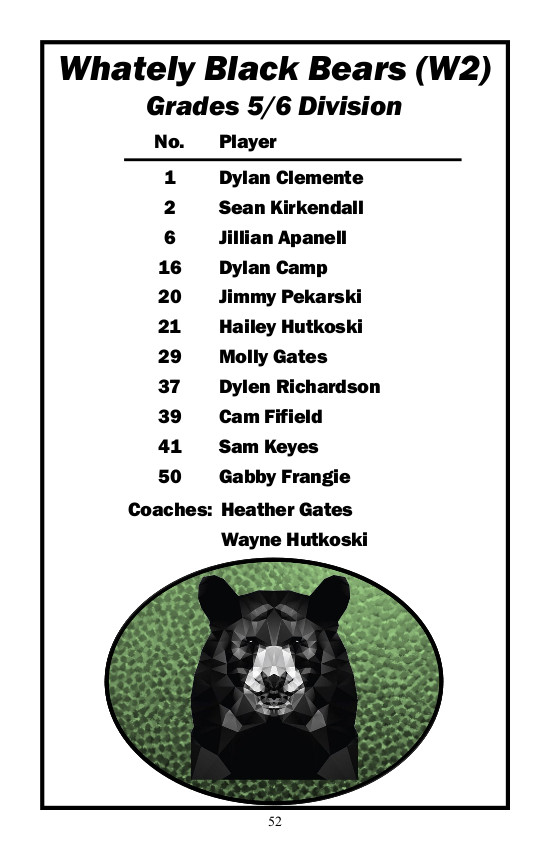 Whately Black Bears (W2)
Grades 5/6 Division
No. Player
1 Dylan Clemente
2 Sean Kirkendall
6 Jillian Apanell
16 Dylan Camp
20 Jimmy Pekarski
21 Hailey Hutkoski
29 Molly Gates
37 Dylen Richardson
39 Cam Fifield
41 Sam Keyes
50 Gabby Frangie
Coaches: Heather Gates
Wayne Hutkoski
52